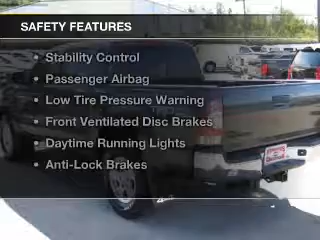 SAFETY FEATURES
• Stability Control
• Passenger Airbag
• Low Tire Pressure Warning
• Front Ventilated Disc Brakes
• Daytime Running Lights
• Anti-Lock Brakes